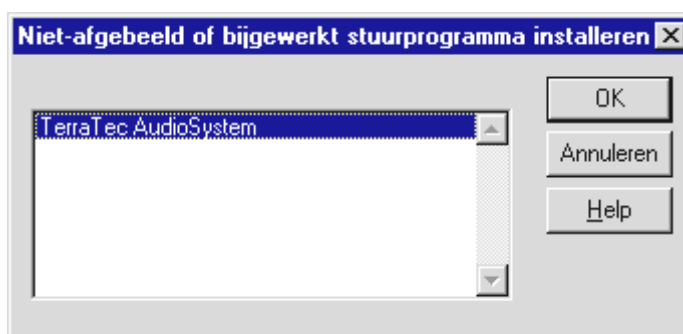 Niet-afgebeeld of bijgewerkt stuurprogramma installeren
TerraTec AudioSystem
OK
Annuleren
Help